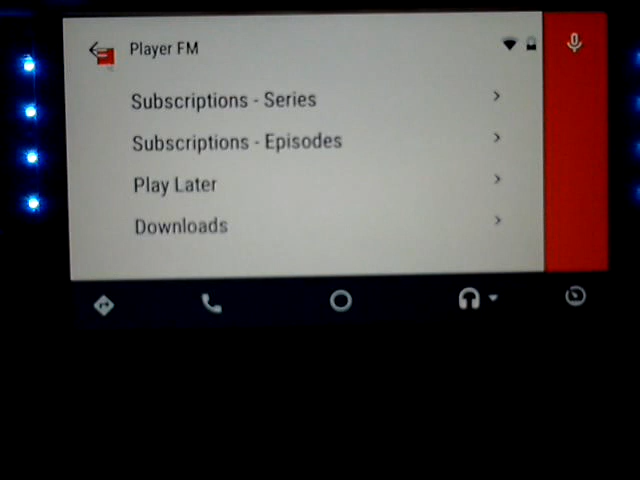 Player FM
Subscriptions - Series
Subscriptions - Episodes
Play Later
Downloads